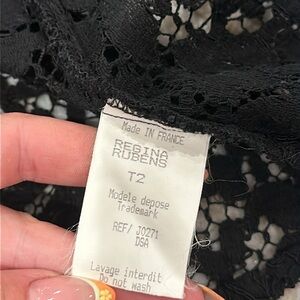 Made in FRANCE
REGINA
RUBENS
T2
Modele depose
Trademark
REF/ J0271
DSA
Lavage interdit
Do not wash